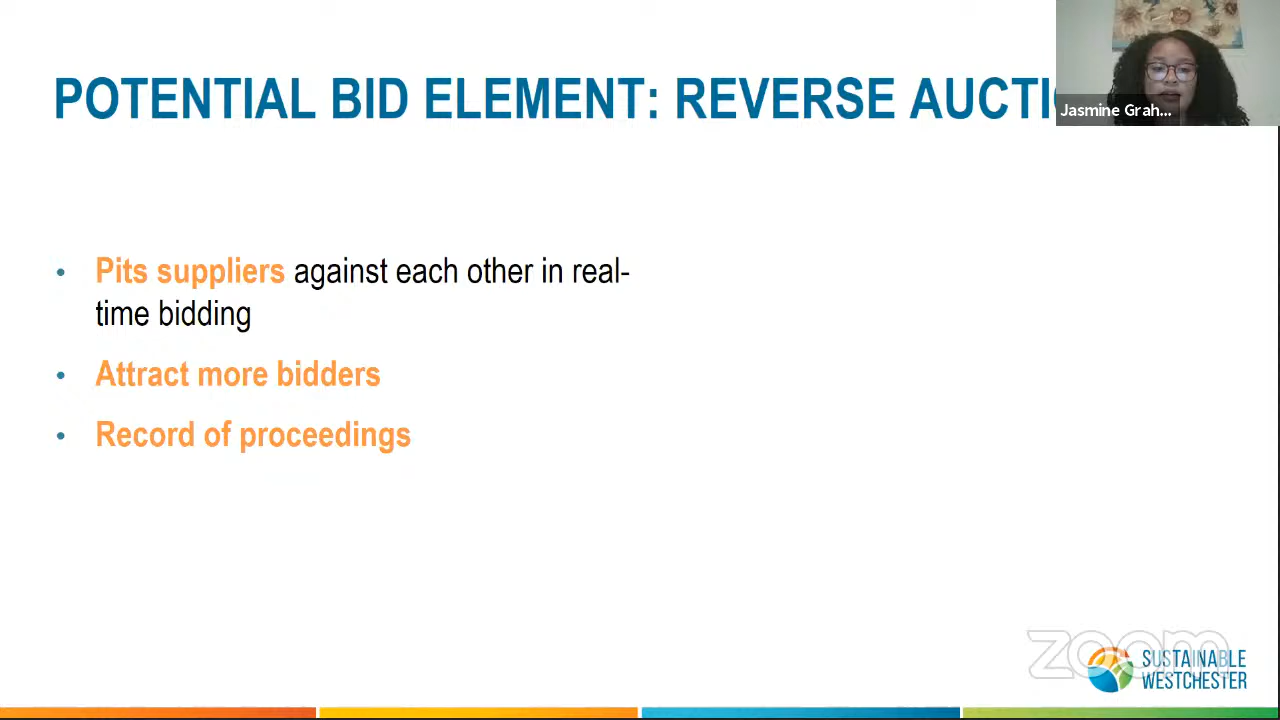 POTENTIAL BID ELEMENT: REVERSE AUCTI
Jasmine Grah...
• Pits suppliers against each other in real-
time bidding
• Attract more bidders
• Record of proceedings
zoom
SUSTAINABLE
WESTCHESTER